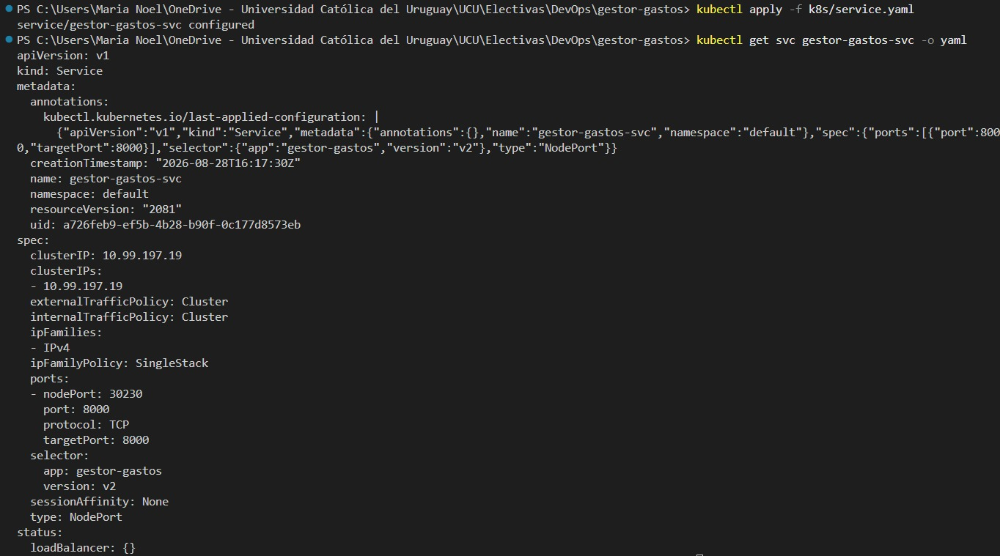 PS C:\Users\Maria Noel\OneDrive - Universidad Católica del Uruguay\UCU\Electivas\DevOps\gestor-gastos> kubectl apply -f k8s/service.yaml
service/gestor-gastos-svc configured
PS C:\Users\Maria Noel\OneDrive - Universidad Católica del Uruguay\UCU\Electivas\DevOps\gestor-gastos> kubectl get svc gestor-gastos-svc -o yaml
apiVersion: v1
kind: Service
metadata:
  annotations:
    kubectl.kubernetes.io/last-applied-configuration: |
      {"apiVersion":"v1","kind":"Service","metadata":{"annotations":{},"name":"gestor-gastos-svc","namespace":"default"},"spec":{"ports":[{"port":800
0,"targetPort":8000}],"selector":{"app":"gestor-gastos","version":"v2"},"type":"NodePort"}}
  creationTimestamp: "2026-08-28T16:17:30Z"
  name: gestor-gastos-svc
  namespace: default
  resourceVersion: "2081"
  uid: a726feb9-ef5b-4b28-b90f-0c177d8573eb
spec:
  clusterIP: 10.99.197.19
  clusterIPs:
  - 10.99.197.19
  externalTrafficPolicy: Cluster
  internalTrafficPolicy: Cluster
  ipFamilies:
  - IPv4
  ipFamilyPolicy: SingleStack
  ports:
  - nodePort: 30230
    port: 8000
    protocol: TCP
    targetPort: 8000
  selector:
    app: gestor-gastos
    version: v2
  sessionAffinity: None
  type: NodePort
status:
  loadBalancer: {}